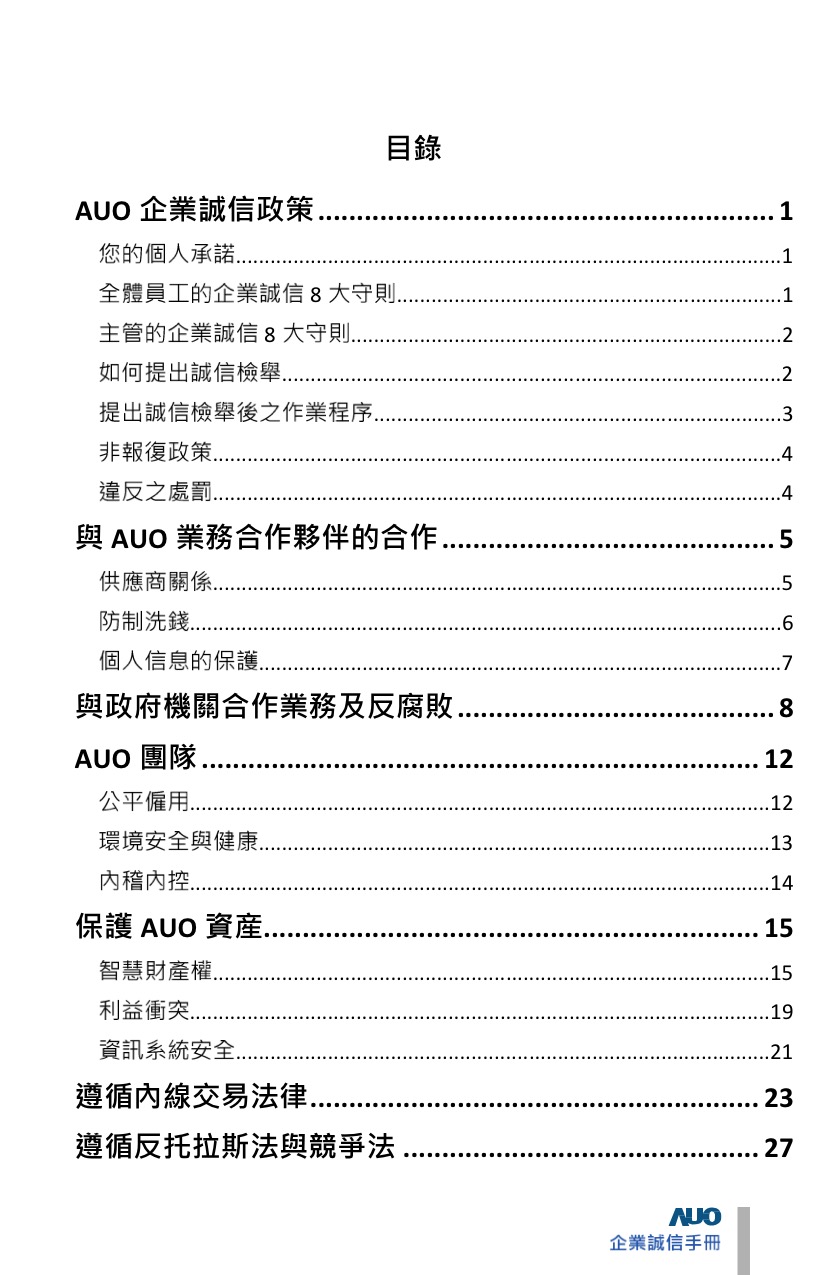 目錄
AUO 企業誠信政策 ........................................................... 1
您的個人承諾...............................................................................................1
全體員工的企業誠信 8 大守則...................................................................1
主管的企業誠信 8 大守則...........................................................................2
如何提出誠信檢舉.......................................................................................2
提出誠信檢舉後之作業程序.......................................................................3
非報復政策...................................................................................................4
違反之處罰...................................................................................................4
與 AUO 業務合作夥伴的合作 ........................................... 5
供應商關係...................................................................................................5
防制洗錢.......................................................................................................6
個人信息的保護...........................................................................................7
與政府機關合作業務及反腐敗 ......................................... 8
AUO 團隊 ........................................................................ 12
公平僱用.....................................................................................................12
環境安全與健康.........................................................................................13
內稽內控.....................................................................................................14
保護 AUO 資産................................................................ 15
智慧財產權.................................................................................................15
利益衝突.....................................................................................................19
資訊系統安全.............................................................................................21
遵循內線交易法律.......................................................... 23
遵循反托拉斯法與競爭法 .............................................. 27
AUO
企業誠信手冊